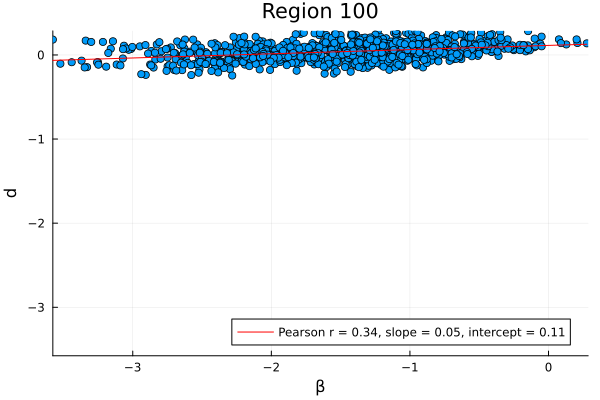 Region 100
0
−1
−2
−3
d
Pearson r = 0.34, slope = 0.05, intercept = 0.11
−3 −2 −1 0
β